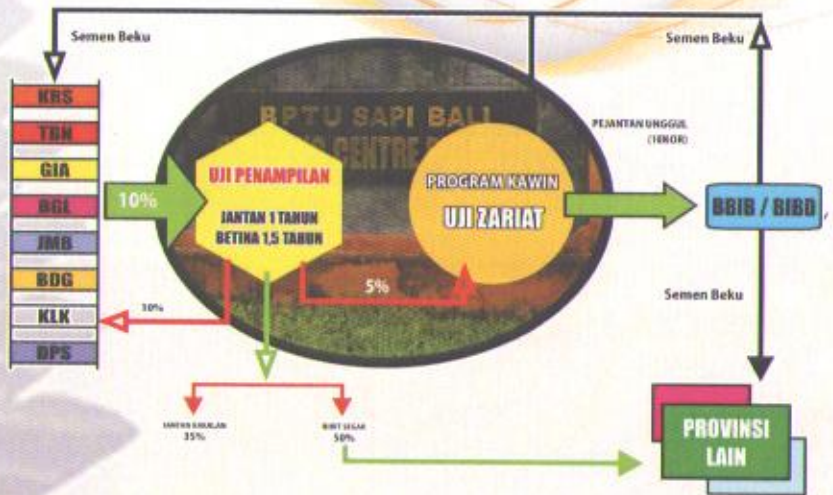 Semen Beku
Semen Beku
KRS
TBN
GIA
BGL
JMB
BDG
KLK
DPS
10%
BPTU SAPI BALI
CENTRE
UJI PENAMPILAN
JANTAN 1 TAHUN
BETINA 1,5 TAHUN
PROGRAM KAWIN
UJI ZARIAT
5%
PEJANTAN UNGGUL
BBIB / BIBD
10%
Semen Beku
35%
50%
PROVINSI
LAIN